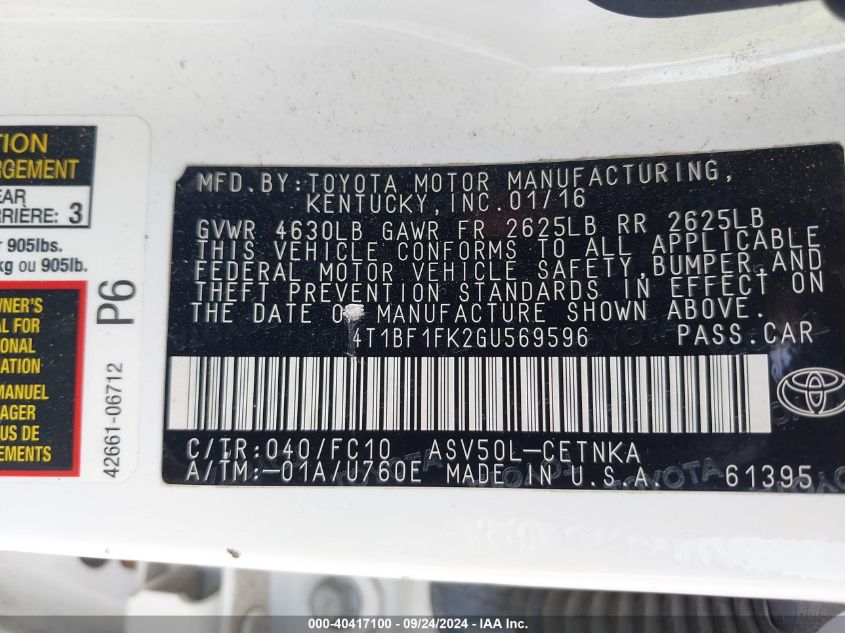 TION
RGEMENT
EAR
RRIÈRE: 3
r 905lbs.
kg ou 905lb.
WNER'S
AL FOR
IONAL
ATION
MANUEL
AGER
US DE
EMENTS
P6
42661-06712
MFD.BY:TOYOTA MOTOR MANUFACTURING,
KENTUCKY,INC.01/16
GVWR 4630LB GAWR FR 2625LB RR 2625LB
THIS VEHICLE CONFORMS TO ALL APPLICABLE
FEDERAL MOTOR VEHICLE SAFETY,BUMPER,AND
THEFT PREVENTION STANDARDS IN EFFECT ON
THE DATE OF MANUFACTURE SHOWN ABOVE.
4T1BF1FK2GU569596 PASS.CAR
C/TR:040/FC10 ASV50L-CETNKA
A/TM:-01A/U760E MADE IN U.S.A 61395
TOYOTA
000-40417100 - 09/24/2024 - IAA Inc.